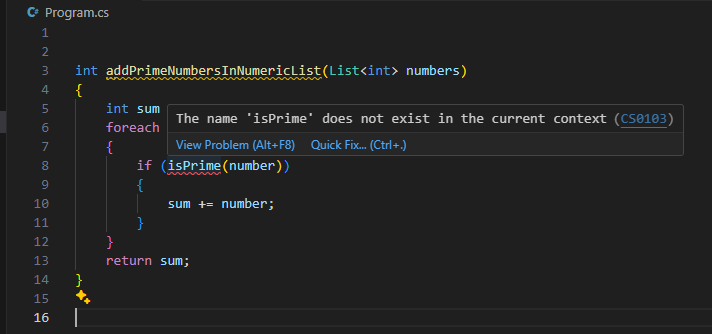 C# Program.cs
1
2
3 int addPrimeNumbersInNumericList(List<int> numbers)
4 {
5 int sum
The name 'isPrime' does not exist in the current context (CS0103)
6 foreach
View Problem (Alt+F8) Quick Fix... (Ctrl+.)
7 {
8 if (isPrime(number))
9 {
10 sum += number;
11 }
12 }
13 return sum;
14 }
15
16